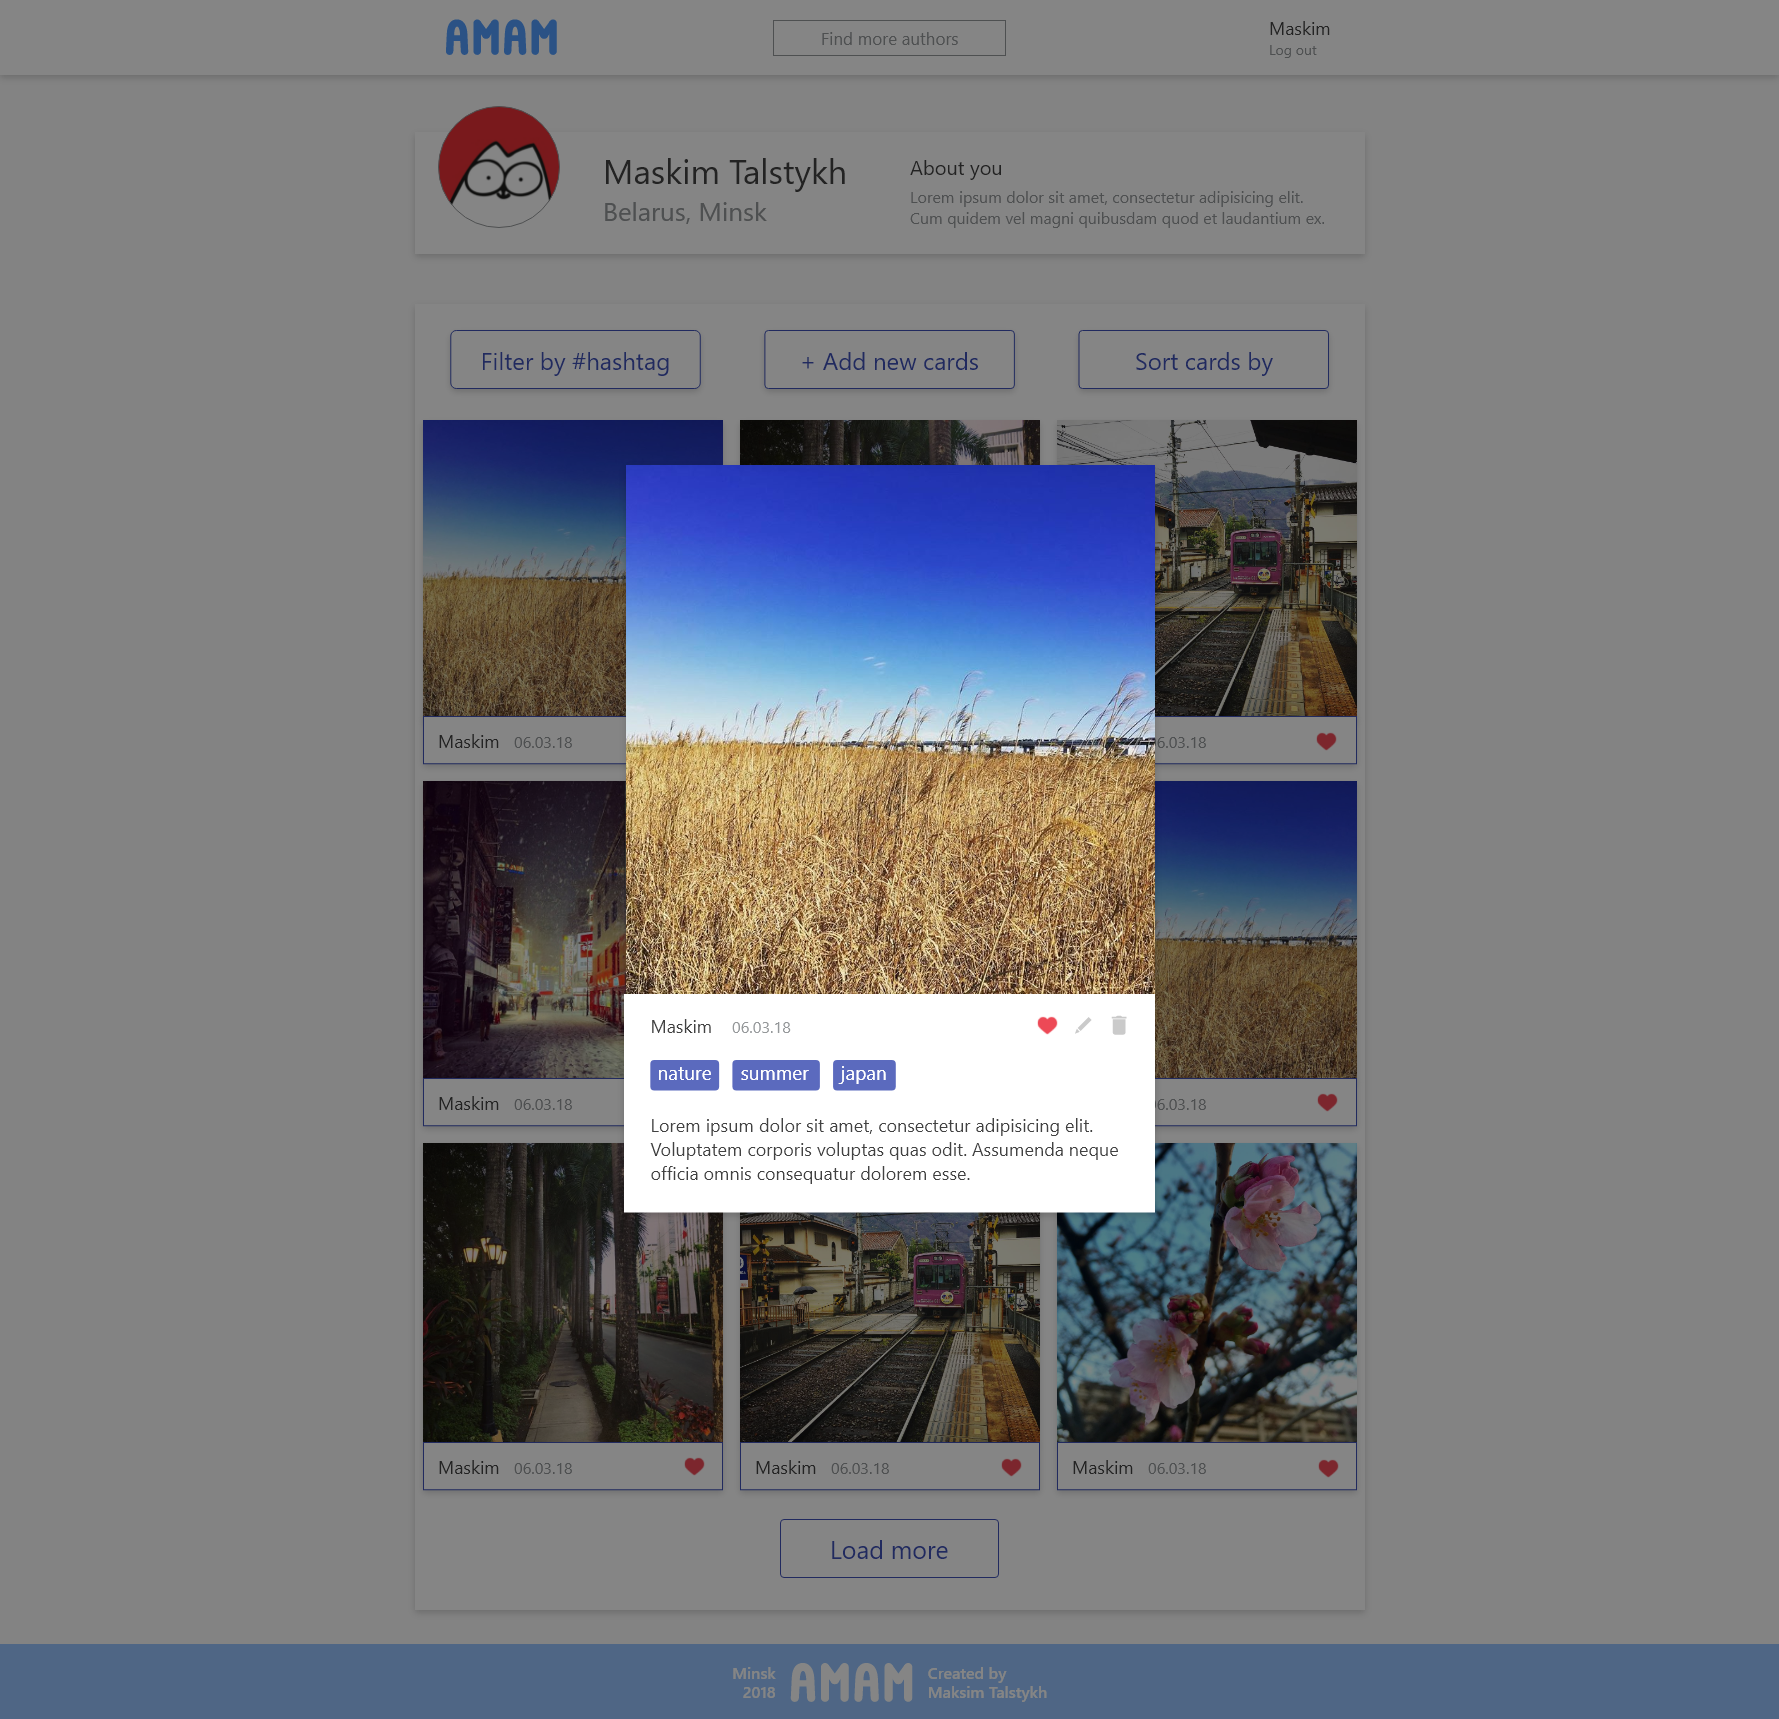 AMAM
Find more authors
Maskim
Log out
Maskim Talstykh
Belarus, Minsk
About you
Lorem ipsum dolor sit amet, consectetur adipisicing elit.
Cum quidem vel magni quibusdam quod et laudantium ex.
Filter by #hashtag
+ Add new cards
Sort cards by
Maskim 06.03.18
6.03.18
Maskim 06.03.18
6.03.18
Maskim 06.03.18
nature summer japan
Lorem ipsum dolor sit amet, consectetur adipisicing elit.
Voluptatem corporis voluptas quas odit. Assumenda neque
officia omnis consequatur dolorem esse.
Maskim 06.03.18
Maskim 06.03.18
Maskim 06.03.18
Load more
Minsk
2018
AMAM
Created by
Maksim Talstykh